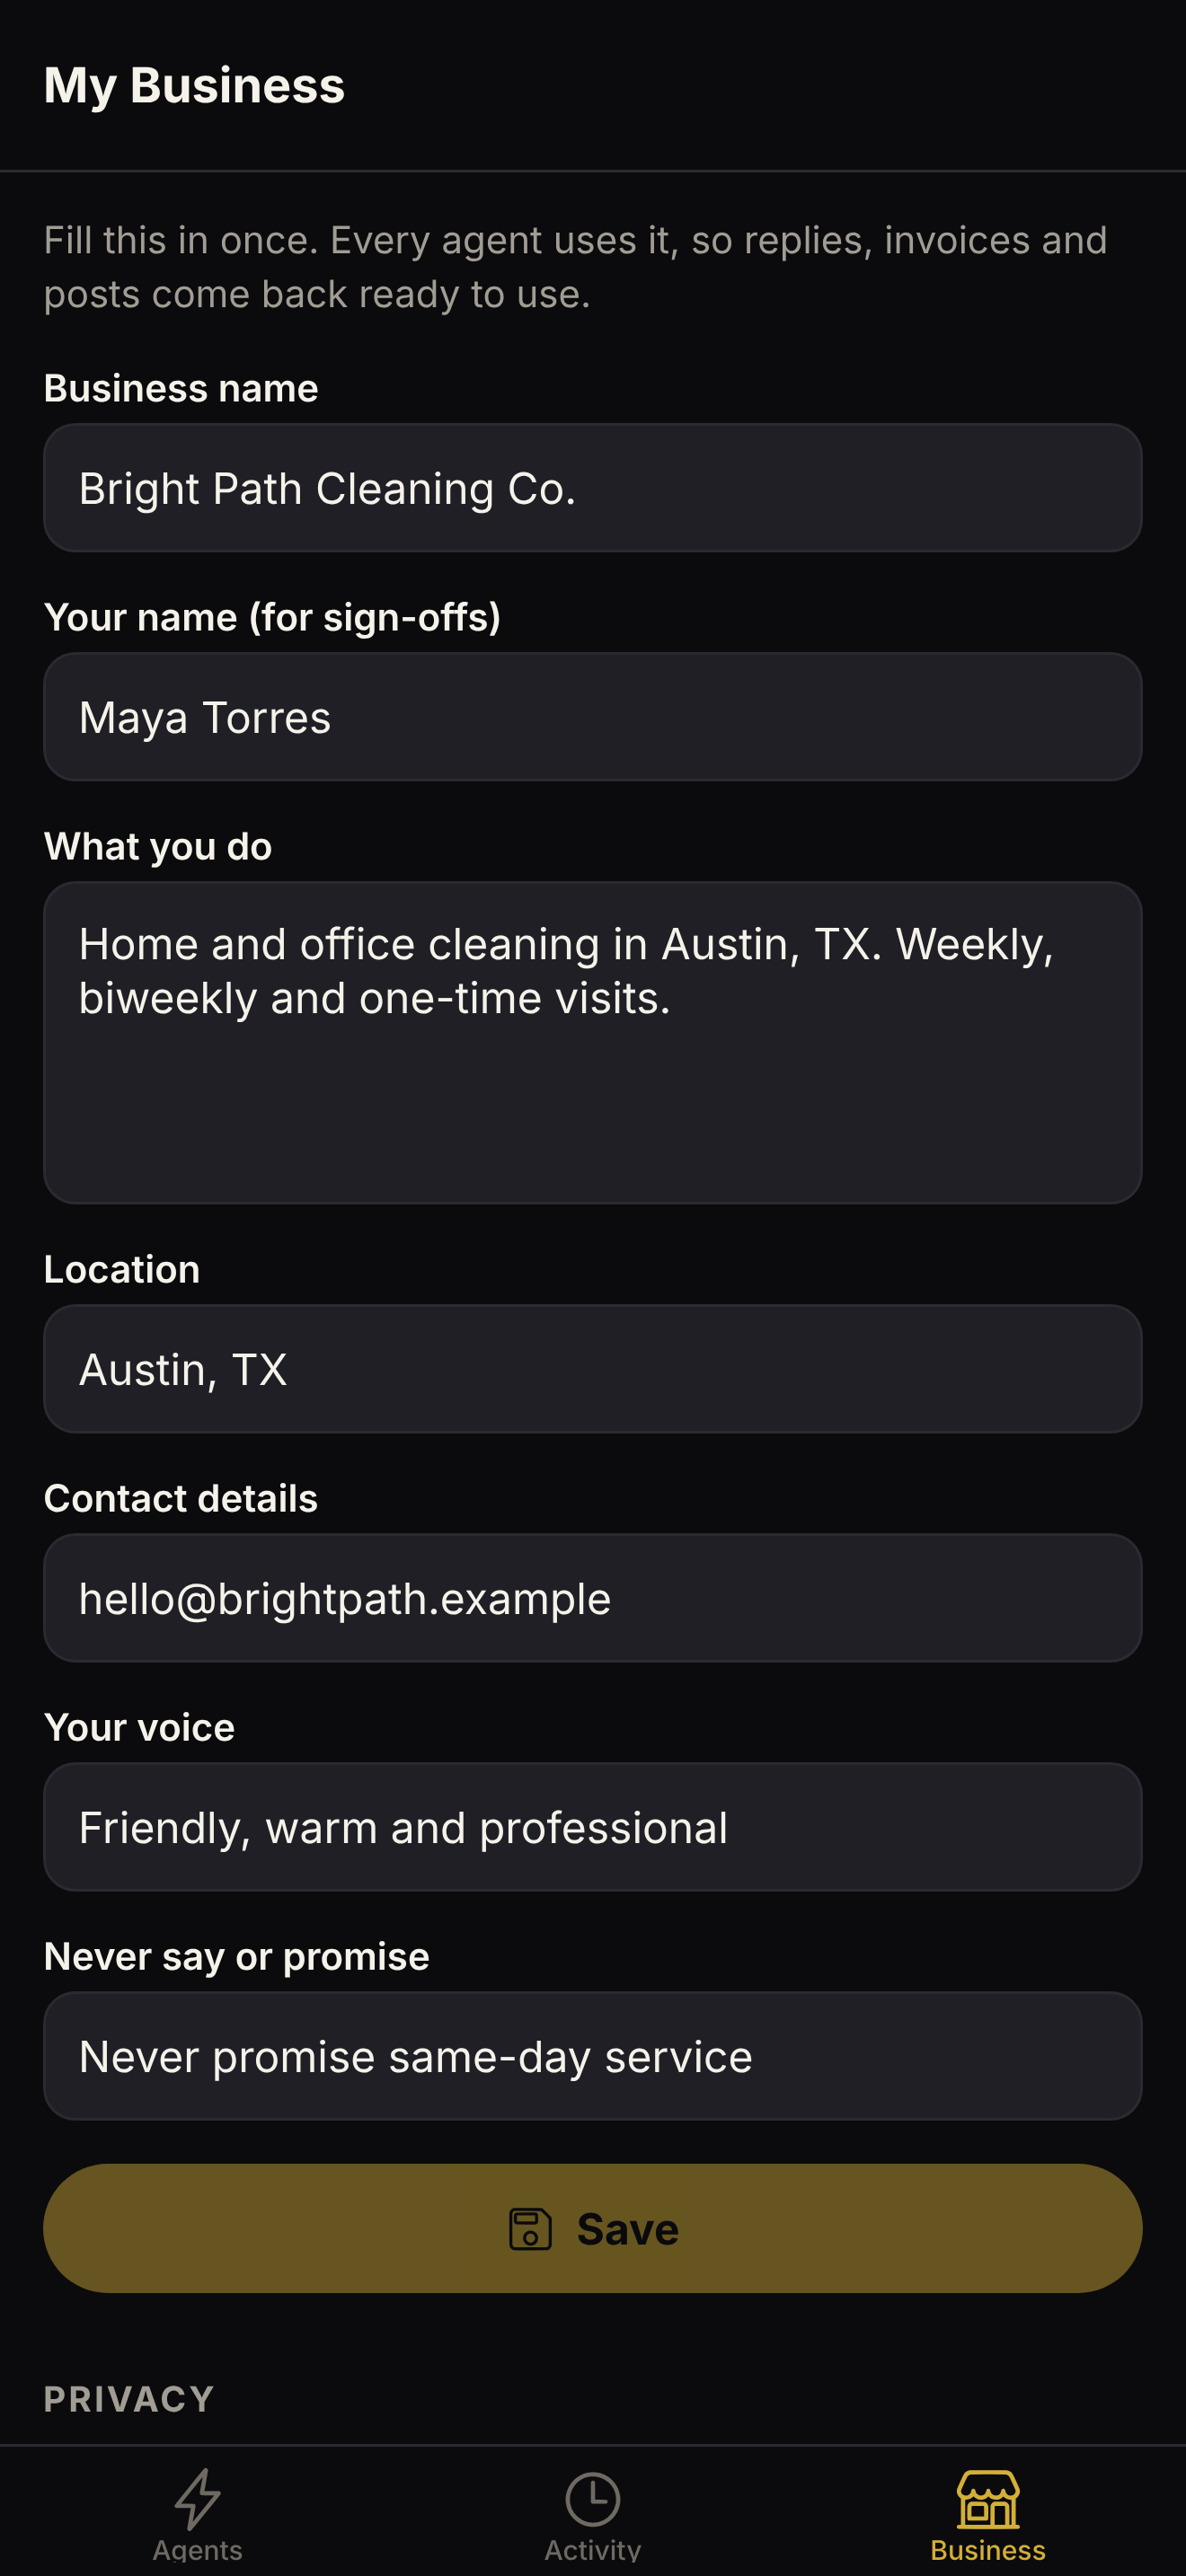 My Business
Fill this in once. Every agent uses it, so replies, invoices and
posts come back ready to use.
Business name
Bright Path Cleaning Co.
Your name (for sign-offs)
Maya Torres
What you do
Home and office cleaning in Austin, TX. Weekly,
biweekly and one-time visits.
Location
Austin, TX
Contact details
hello@brightpath.example
Your voice
Friendly, warm and professional
Never say or promise
Never promise same-day service
Save
PRIVACY
Agents
Activity
Business